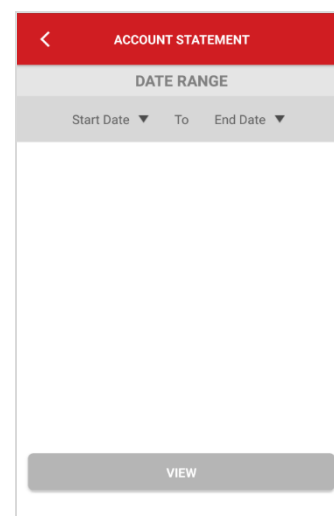 ACCOUNT STATEMENT
DATE RANGE
Start Date ▼ To End Date ▼
VIEW